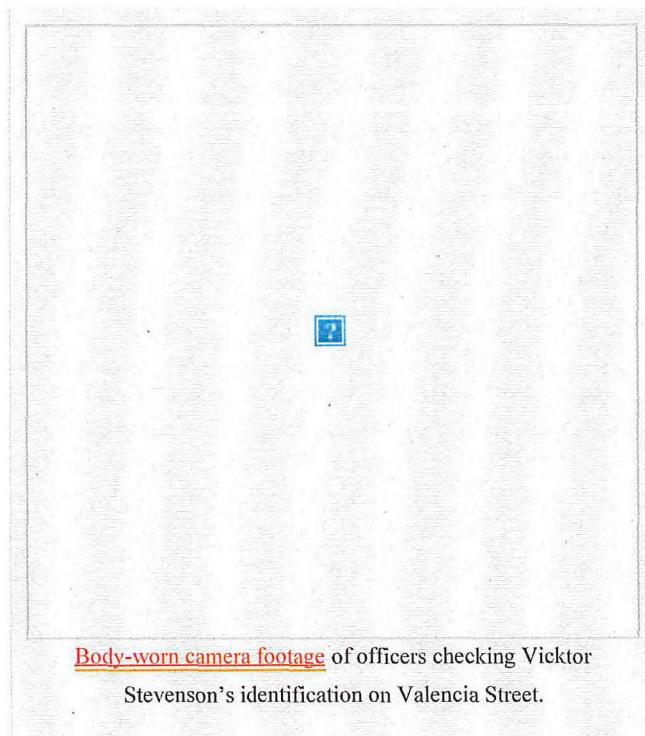 ?
Body-worn camera footage of officers checking Vicktor
Stevenson's identification on Valencia Street.